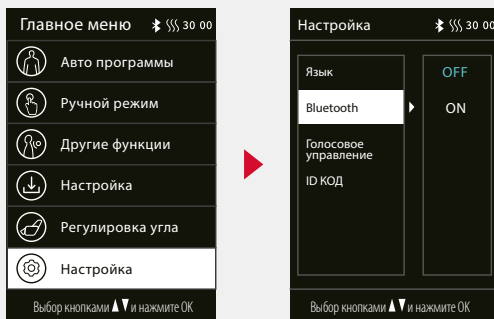 Главное меню 30 00
Авто программы
Ручной режим
Другие функции
Настройка
Регулировка угла
Настройка
Выбор кнопками ▲▼ и нажмите OK
Настройка 30 00
Язык
Bluetooth
Голосовое
управление
ID КОД
OFF
ON
Выбор кнопками ▲▼ и нажмите OK